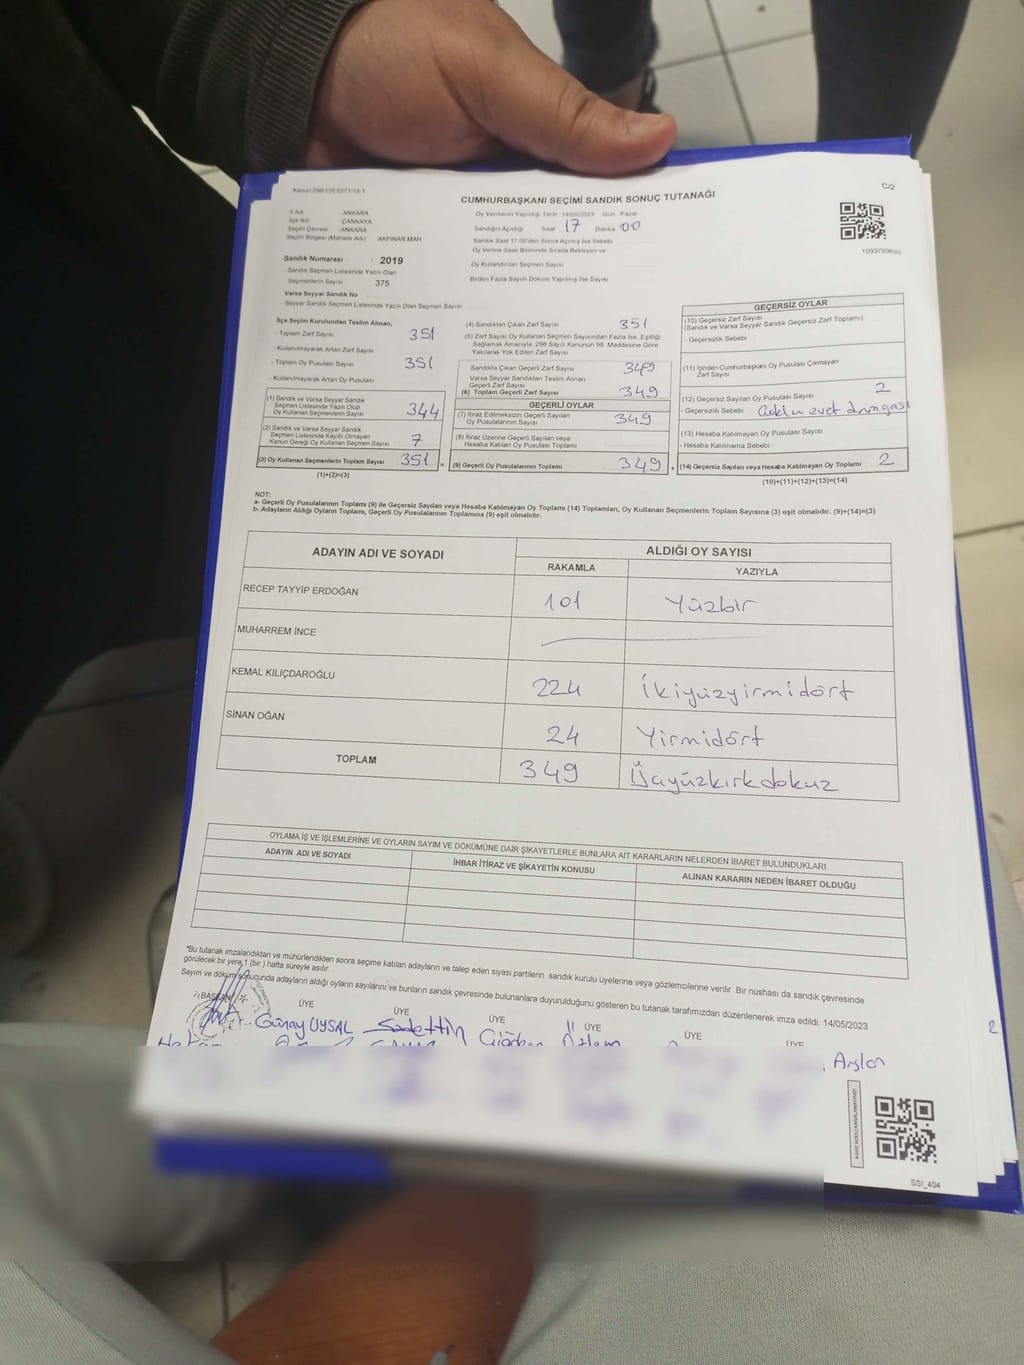 Kanun:298/105,6271/18-1
C/2
CUMHURBAŞKANI SEÇİMİ SANDIK SONUÇ TUTANAĞI
İl Adı : ANKARA
İlçe Adı : ÇANKAYA
Seçim Çevresi : ANKARA
Seçim Bölgesi (Mahalle Adı) : AKPINAR MAH
Sandık Numarası : 2019
- Sandık Seçmen Listesinde Yazılı Olan
Seçmenlerin Sayısı : 375
Varsa Seyyar Sandık No
- Seyyar Sandık Seçmen Listesinde Yazılı Olan Seçmen Sayısı
Oy Vermenin Yapıldığı Tarih : 14/05/2023 Gün : Pazar
Sandığın Açıldığı Saat 17 Dakika 00
Sandık Saat 17:00'den Sonra Açılmış İse Sebebi
Oy Verme Saati Bitiminde Sırada Bekleyen ve
Oy Kullandırılan Seçmen Sayısı
Birden Fazla Sayım Döküm Yapılmış İse Sayısı
1093769693
İlçe Seçim Kurulundan Teslim Alınan;
- Toplam Zarf Sayısı 351
- Kullanılmayarak Artan Zarf Sayısı
- Toplam Oy Pusulası Sayısı 351
- Kullanılmayarak Artan Oy Pusulası
(1) Sandık ve Varsa Seyyar Sandık
Seçmen Listesinde Yazılı Olup
Oy Kullanan Seçmenlerin Sayısı 344
(2) Sandık ve Varsa Seyyar Sandık
Seçmen Listesinde Kayıtlı Olmayan
Kanun Gereği Oy Kullanan Seçmen Sayısı 7
(3) Oy Kullanan Seçmenlerin Toplam Sayısı 351 =
(1)+(2)=(3)
(4) Sandıktan Çıkan Zarf Sayısı 351
(5) Zarf Sayısı Oy Kullanan Seçmen Sayısından Fazla İse, Eşitliği
Sağlamak Amacıyla; 298 Sayılı Kanunun 98. Maddesine Göre
Yakılarak Yok Edilen Zarf Sayısı
Sandıkta Çıkan Geçerli Zarf Sayısı 349
Varsa Seyyar Sandıktan Teslim Alınan
Geçerli Zarf Sayısı
(6) Toplam Geçerli Zarf Sayısı 349
GEÇERLİ OYLAR
(7) İtiraz Edilmeksizin Geçerli Sayılan
Oy Pusulasının Sayısı 349
(8) İtiraz Üzerine Geçerli Sayılan veya
Hesaba Katılan Oy Pusulası Toplamı
(9) Geçerli Oy Pusulalarının Toplamı 349 +
GEÇERSİZ OYLAR
(10) Geçersiz Zarf Sayısı
(Sandık ve Varsa Seyyar Sandık Geçersiz Zarf Toplamı)
- Geçersizlik Sebebi
(11) İçinden Cumhurbaşkanı Oy Pusulası Çıkmayan
Zarf Sayısı
(12) Geçersiz Sayılan Oy Pusulası Sayısı 2
- Geçersizlik Sebebi evet damgası
(13) Hesaba Katılmayan Oy Pusulası Sayısı
- Hesaba Katılmama Sebebi
(14) Geçersiz Sayılan veya Hesaba Katılmayan Oy Toplamı 2
(10)+(11)+(12)+(13)=(14)
NOT:
a- Geçerli Oy Pusulasının Toplamı (9) ile Geçersiz Sayılan veya Hesaba Katılmayan Oy Toplamı (14) Toplamları, Oy Kullanan Seçmenlerin Toplam Sayısına (3) eşit olmalıdır. (9)+(14)=(3)
b- Adayların Aldığı Oyların Toplamı, Geçerli Oy Pusulalarının Toplamına (9) eşit olmalıdır.
ADAYIN ADI VE SOYADI
ALDIĞI OY SAYISI
RAKAMLA YAZIYLA
RECEP TAYYİP ERDOĞAN 101 Yüzbir
MUHARREM İNCE
KEMAL KILIÇDAROĞLU 224 İkiyüzyirmidört
SİNAN OĞAN 24 Yirmidört
TOPLAM 349 Üçyüzkırkdokuz
OYLAMA İŞ VE İŞLEMLERİNE VE OYLARIN SAYIM VE DÖKÜMÜNE DAİR ŞİKAYETLERLE BUNLARA AİT KARARLARIN NELERDEN İBARET BULUNDUKLARI
ADAYIN ADI VE SOYADI İHBAR İTİRAZ VE ŞİKAYETİN KONUSU ALINAN KARARIN NEDEN İBARET OLDUĞU
*Bu tutanak imzalandıktan ve mühürlendikten sonra seçime katılan adayların ve talep eden siyasi partilerin sandık kurulu üyelerine veya gözlemcilerine verilir. Bir nüshası da sandık çevresinde
görülecek bir yere 1 (bir ) hafta süreyle asılır.
Sayım ve döküm sonucunda adayların aldığı oyların sayılarını ve bunların sandık çevresinde bulunanlara duyurulduğunu gösteren bu tutanak tarafımızdan düzenlenerek imza edildi. 14/05/2023
BAŞKAN ÜYE ÜYE ÜYE ÜYE ÜYE ÜYE
Günay UYSAL Sadettin Özlem
Arslan
2
SSI_404